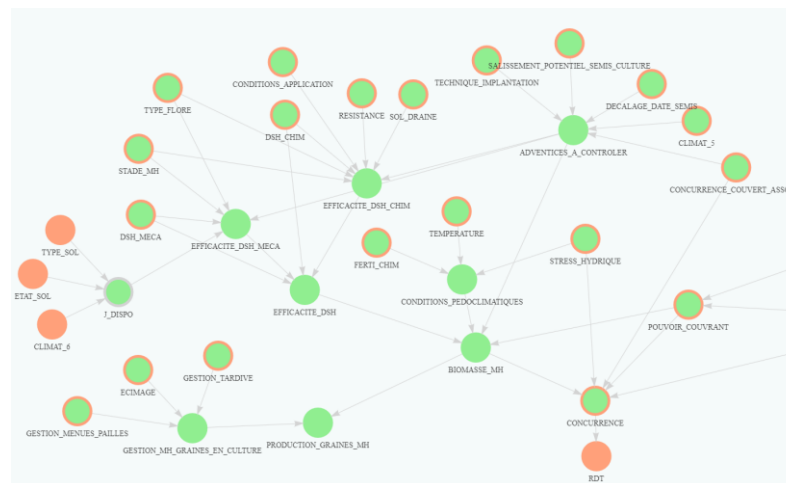 SALISSEMENT_POTENTIEL_SEMIS_CULTURE
CONDITIONS_APPLICATION
TECHNIQUE_IMPLANTATION
TYPE_FLORE
RESISTANCE
SOL_DRAINE
DECALAGE_DATE_SEMIS
DSH_CHIM
CLIMAT_5
ADVENTICES_A_CONTROLER
STADE_MH
CONCURRENCE_COUVERT_ASSO
EFFICACITE_DSH_CHIM
DSH_MECA
TEMPERATURE
EFFICACITE_DSH_MECA
TYPE_SOL
FERTI_CHIM
STRESS_HYDRIQUE
ETAT_SOL
CONDITIONS_PEDOCLIMATIQUES
J_DISPO
EFFICACITE_DSH
POUVOIR_COUVRANT
CLIMAT_6
BIOMASSE_MH
GESTION_TARDIVE
ECIMAGE
CONCURRENCE
GESTION_MENUES_PAILLES
PRODUCTION_GRAINES_MH
GESTION_MH_GRAINES_EN_CULTURE
RDT